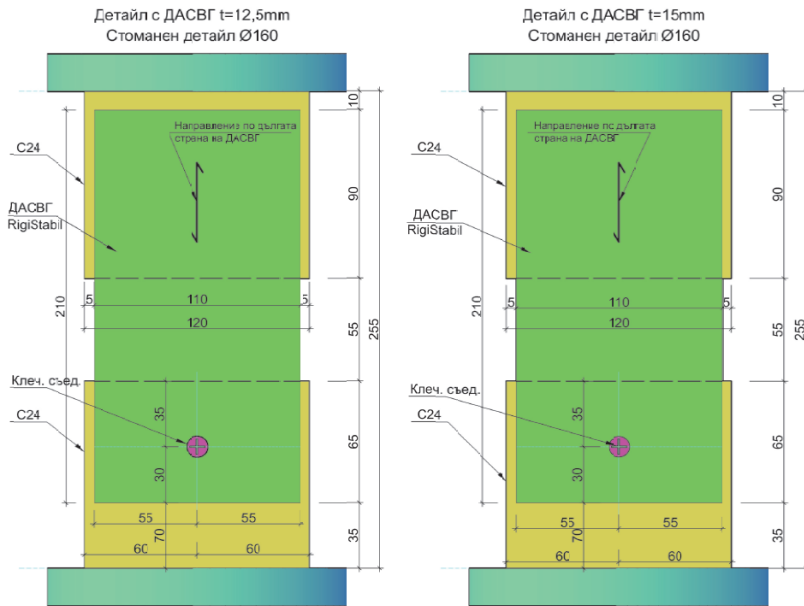 Детайл с ДАСВГ t=12,5mm
Стоманен детайл Ø160
10
Направление по дългата
страна на ДАСВГ
C24
90
ДАСВГ
RigiStabil
210
5
110
5
120
55
255
Клеч. съед.
C24
35
65
30
55
55
70
60
60
35
Детайл с ДАСВГ t=15mm
Стоманен детайл Ø160
10
Направление по дългата
страна на ДАСВГ
C24
90
ДАСВГ
RigiStabil
210
5
110
5
120
55
255
Клеч. съед.
C24
35
65
30
55
55
70
60
60
35